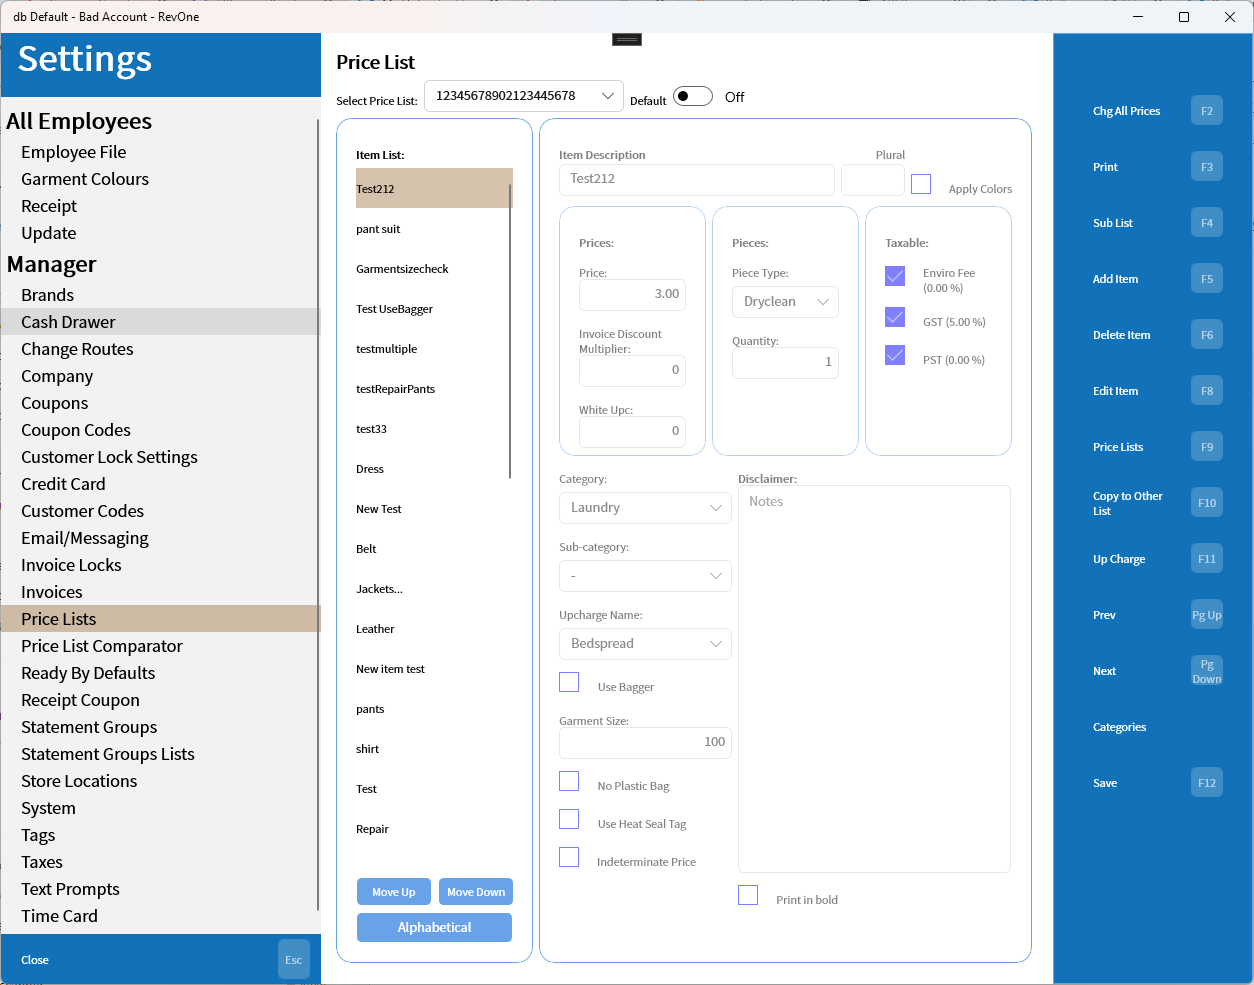 db Default - Bad Account - RevOne
Settings
All Employees
Employee File
Garment Colours
Receipt
Update
Manager
Brands
Cash Drawer
Change Routes
Company
Coupons
Coupon Codes
Customer Lock Settings
Credit Card
Customer Codes
Email/Messaging
Invoice Locks
Invoices
Price Lists
Price List Comparator
Ready By Defaults
Receipt Coupon
Statement Groups
Statement Groups Lists
Store Locations
System
Tags
Taxes
Text Prompts
Time Card
Close Esc
Price List
Select Price List: 12345678902123445678 Default Off
Item List:
Test212
pant suit
Garmentsizecheck
Test UseBagger
testmultiple
testRepairPants
test33
Dress
New Test
Belt
Jackets...
Leather
New item test
pants
shirt
Test
Repair
Move Up Move Down
Alphabetical
Item Description Plural
Test212 Apply Colors
Prices:
Price:
3.00
Invoice Discount
Multiplier:
0
White Upc:
0
Pieces:
Piece Type:
Dryclean
Quantity:
1
Taxable:
Enviro Fee
(0.00 %)
GST (5.00 %)
PST (0.00 %)
Category:
Laundry
Sub-category:
-
Upcharge Name:
Bedspread
Use Bagger
Garment Size:
100
No Plastic Bag
Use Heat Seal Tag
Indeterminate Price
Disclaimer:
Notes
Print in bold
Chg All Prices F2
Print F3
Sub List F4
Add Item F5
Delete Item F6
Edit Item F8
Price Lists F9
Copy to Other
List F10
Up Charge F11
Prev Pg Up
Next Pg
Down
Categories
Save F12